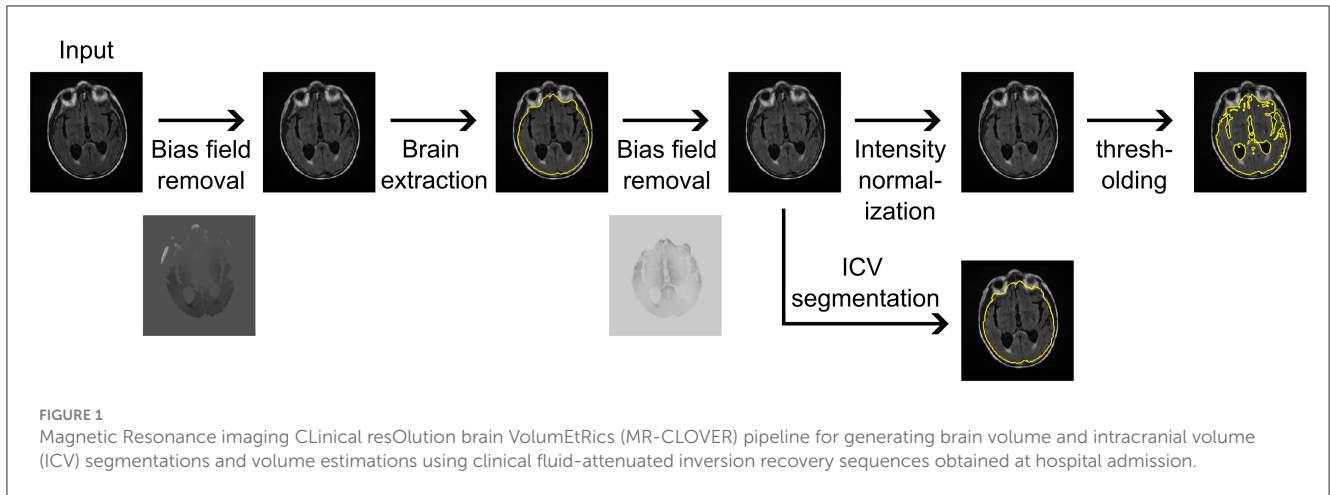 Input
Bias field
removal
Brain
extraction
Bias field
removal
Intensity
normal-
ization
thresh-
olding
ICV
segmentation
FIGURE 1
Magnetic Resonance imaging CLinical resOlution brain VolumEtRics (MR-CLOVER) pipeline for generating brain volume and intracranial volume
(ICV) segmentations and volume estimations using clinical fluid-attenuated inversion recovery sequences obtained at hospital admission.